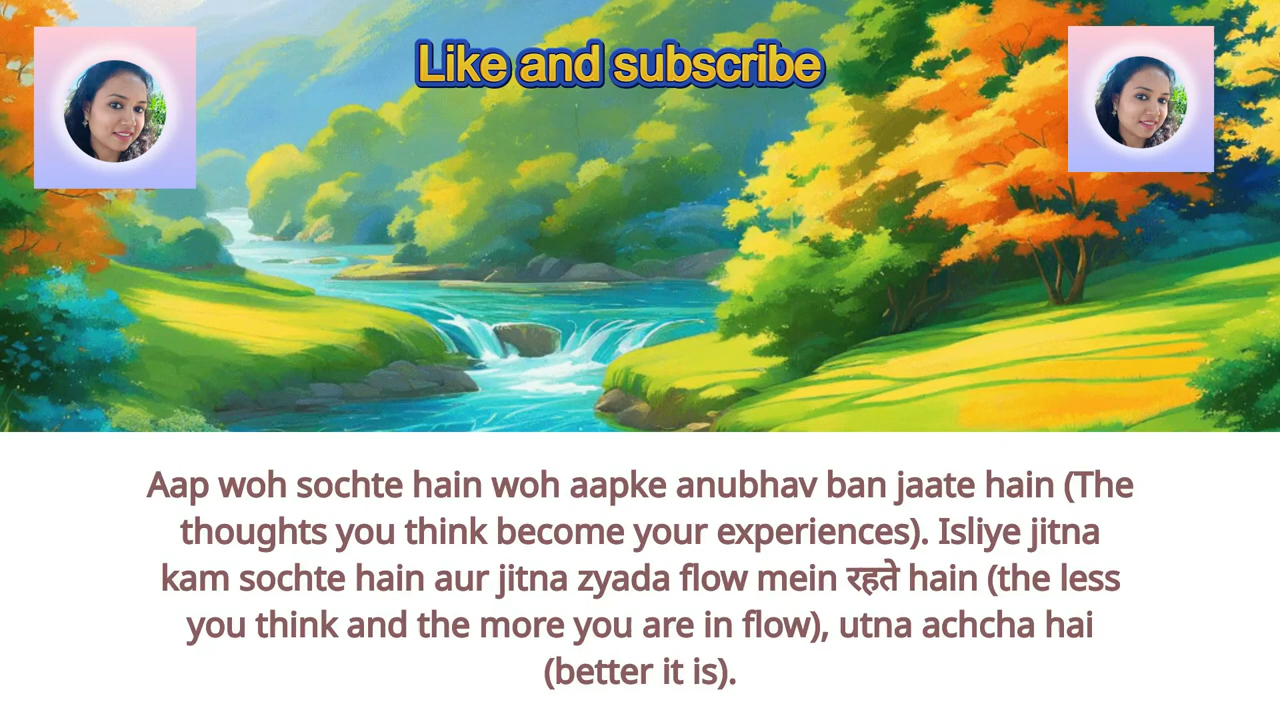 Like and subscribe
Aap woh sochte hain woh aapke anubhav ban jaate hain (The
thoughts you think become your experiences). Isliye jitna
kam sochte hain aur jitna zyada flow mein रहते hain (the less
you think and the more you are in flow), utna achcha hai
(better it is).